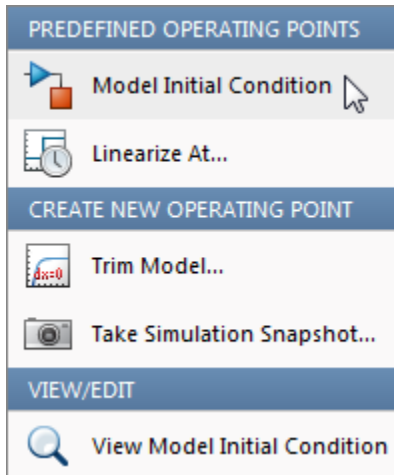 PREDEFINED OPERATING POINTS
Model Initial Condition
Linearize At...
CREATE NEW OPERATING POINT
dx=0
Trim Model...
Take Simulation Snapshot...
VIEW/EDIT
View Model Initial Condition